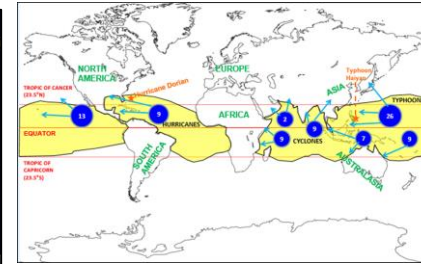 NORTH
AMERICA
EUROPE
ASIA
Typhoon
Haiyan
Hurricane Dorian
TROPIC OF CANCER
(23.5°N)
13
9
HURRICANES
AFRICA
2
9
TYPHOONS
26
EQUATOR
9
CYCLONES
7
9
TROPIC OF
CAPRICORN
(23.5°S)
SOUTH
AMERICA
AUSTRALASIA